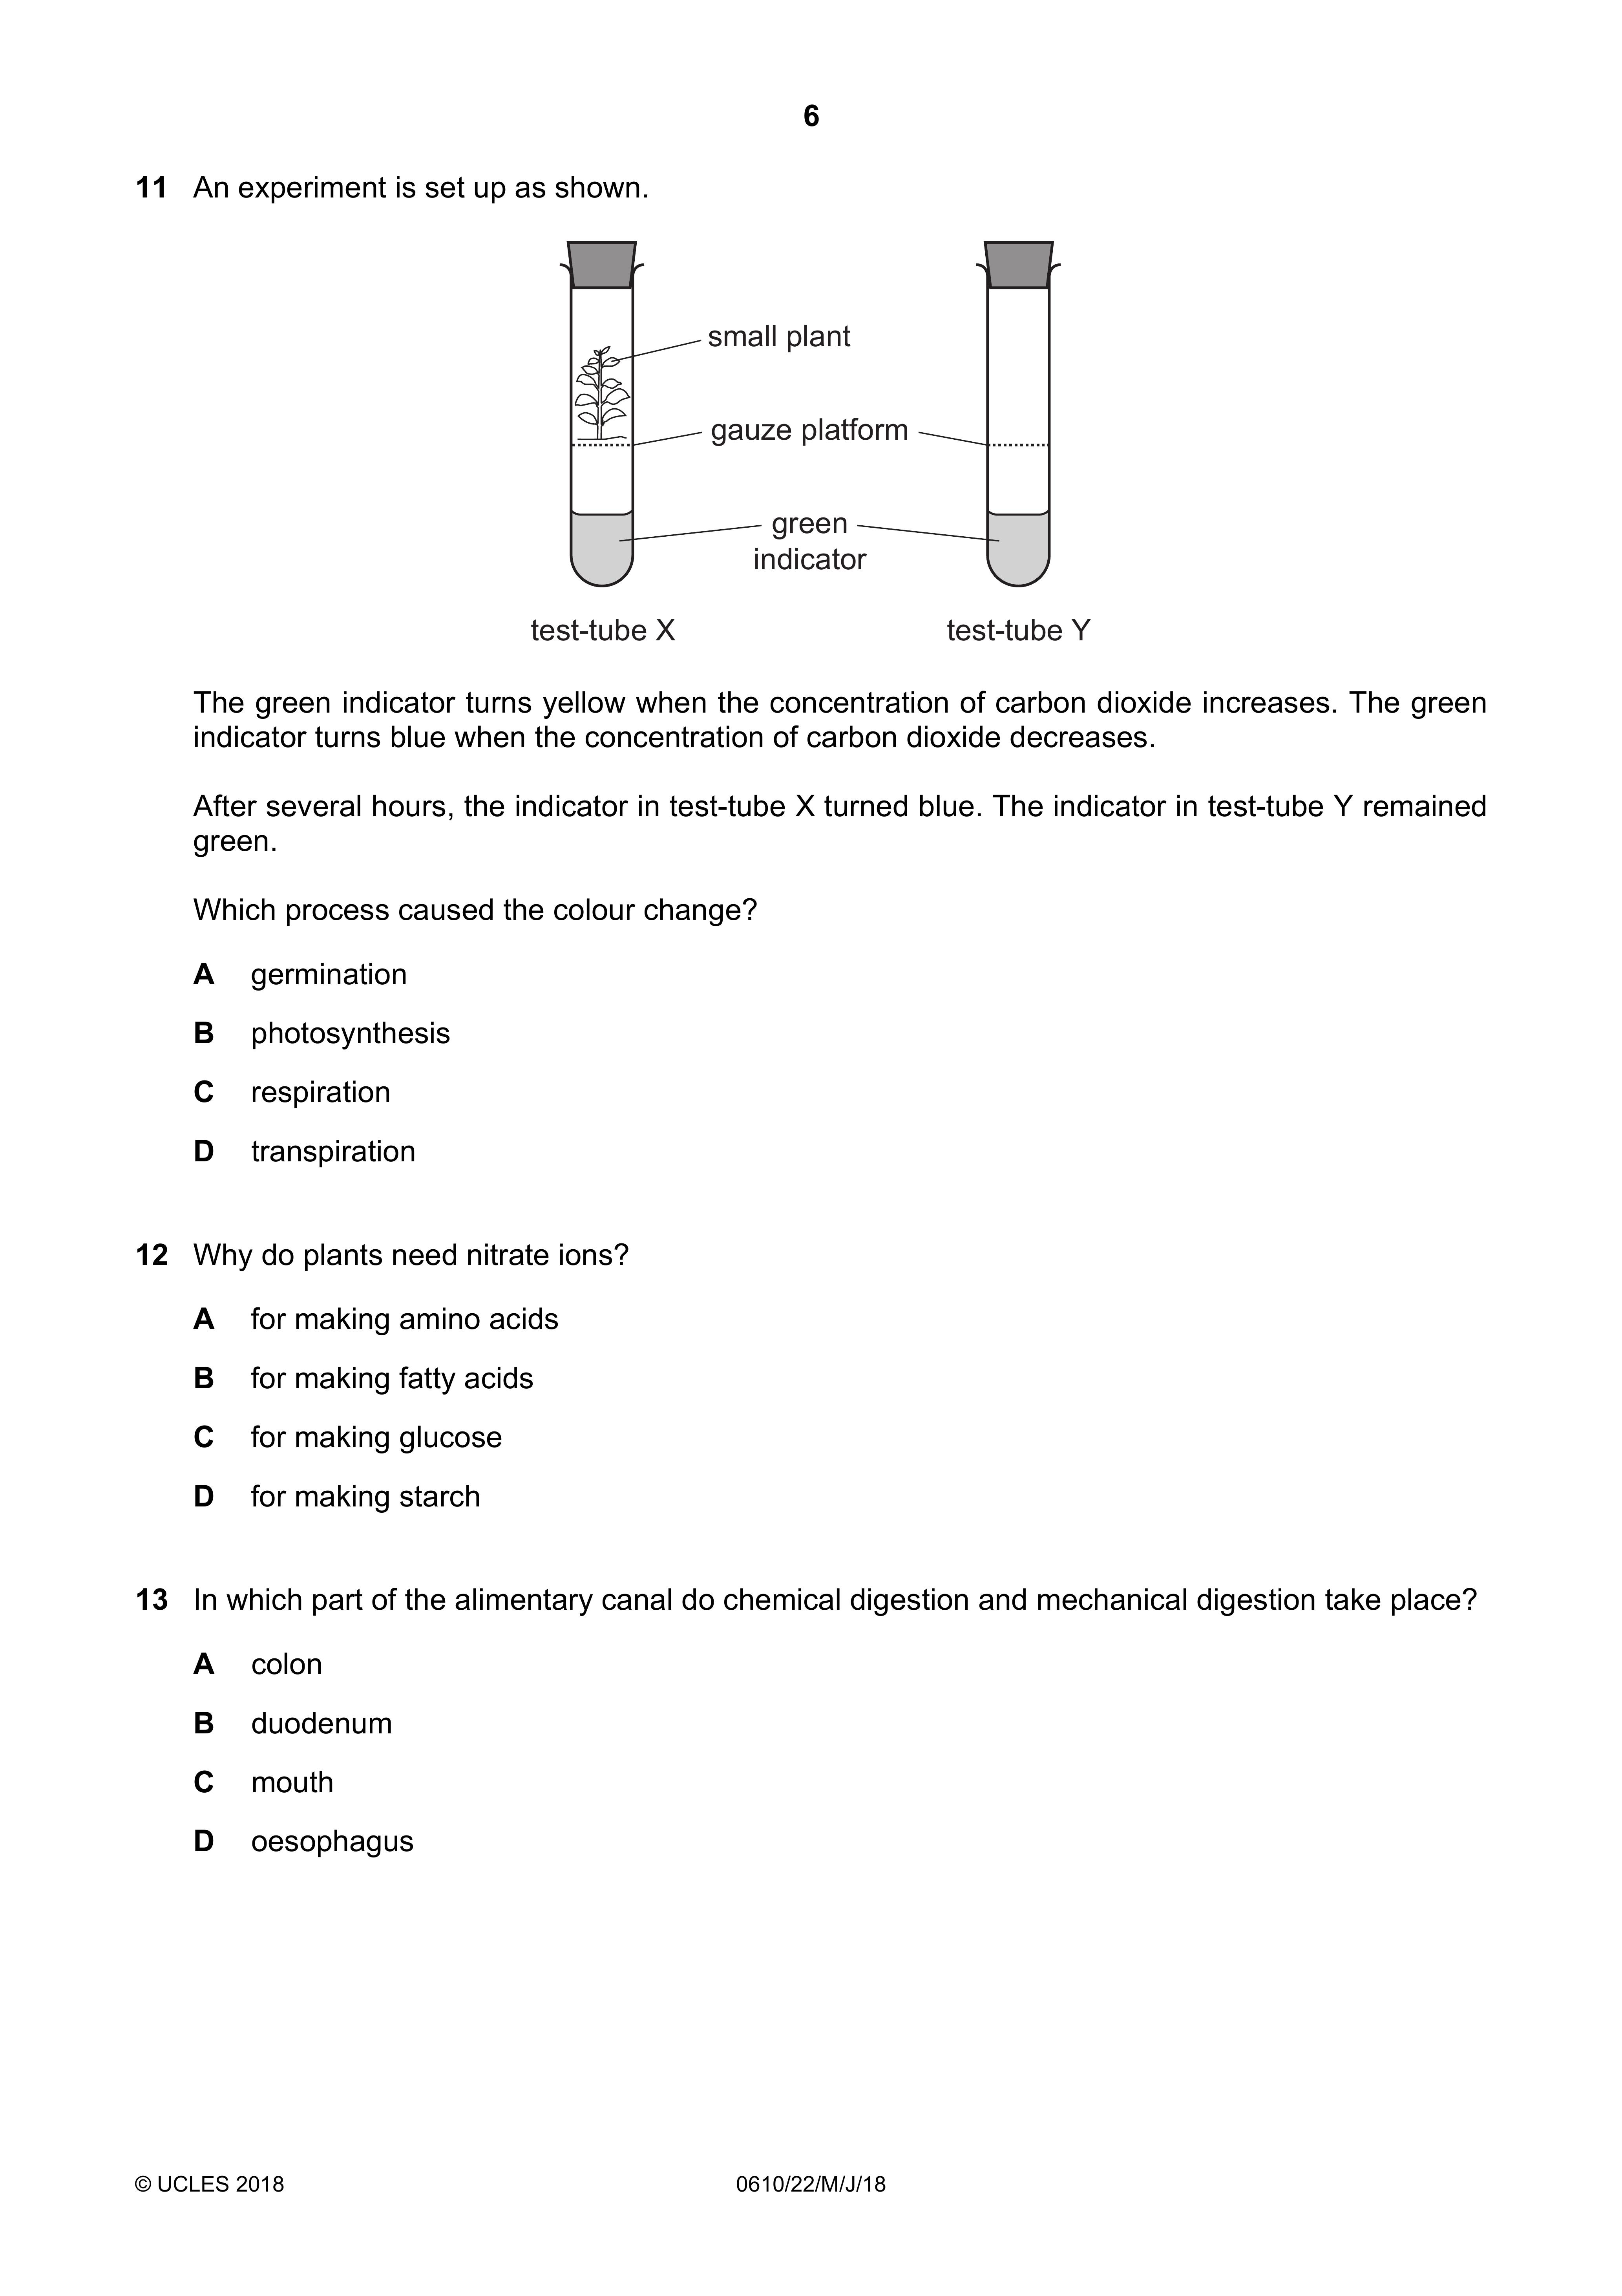 6
11 An experiment is set up as shown.
small plant
gauze platform
green
indicator
test-tube X test-tube Y
The green indicator turns yellow when the concentration of carbon dioxide increases. The green
indicator turns blue when the concentration of carbon dioxide decreases.
After several hours, the indicator in test-tube X turned blue. The indicator in test-tube Y remained
green.
Which process caused the colour change?
A germination
B photosynthesis
C respiration
D transpiration
12 Why do plants need nitrate ions?
A for making amino acids
B for making fatty acids
C for making glucose
D for making starch
13 In which part of the alimentary canal do chemical digestion and mechanical digestion take place?
A colon
B duodenum
C mouth
D oesophagus
© UCLES 2018 0610/22/M/J/18